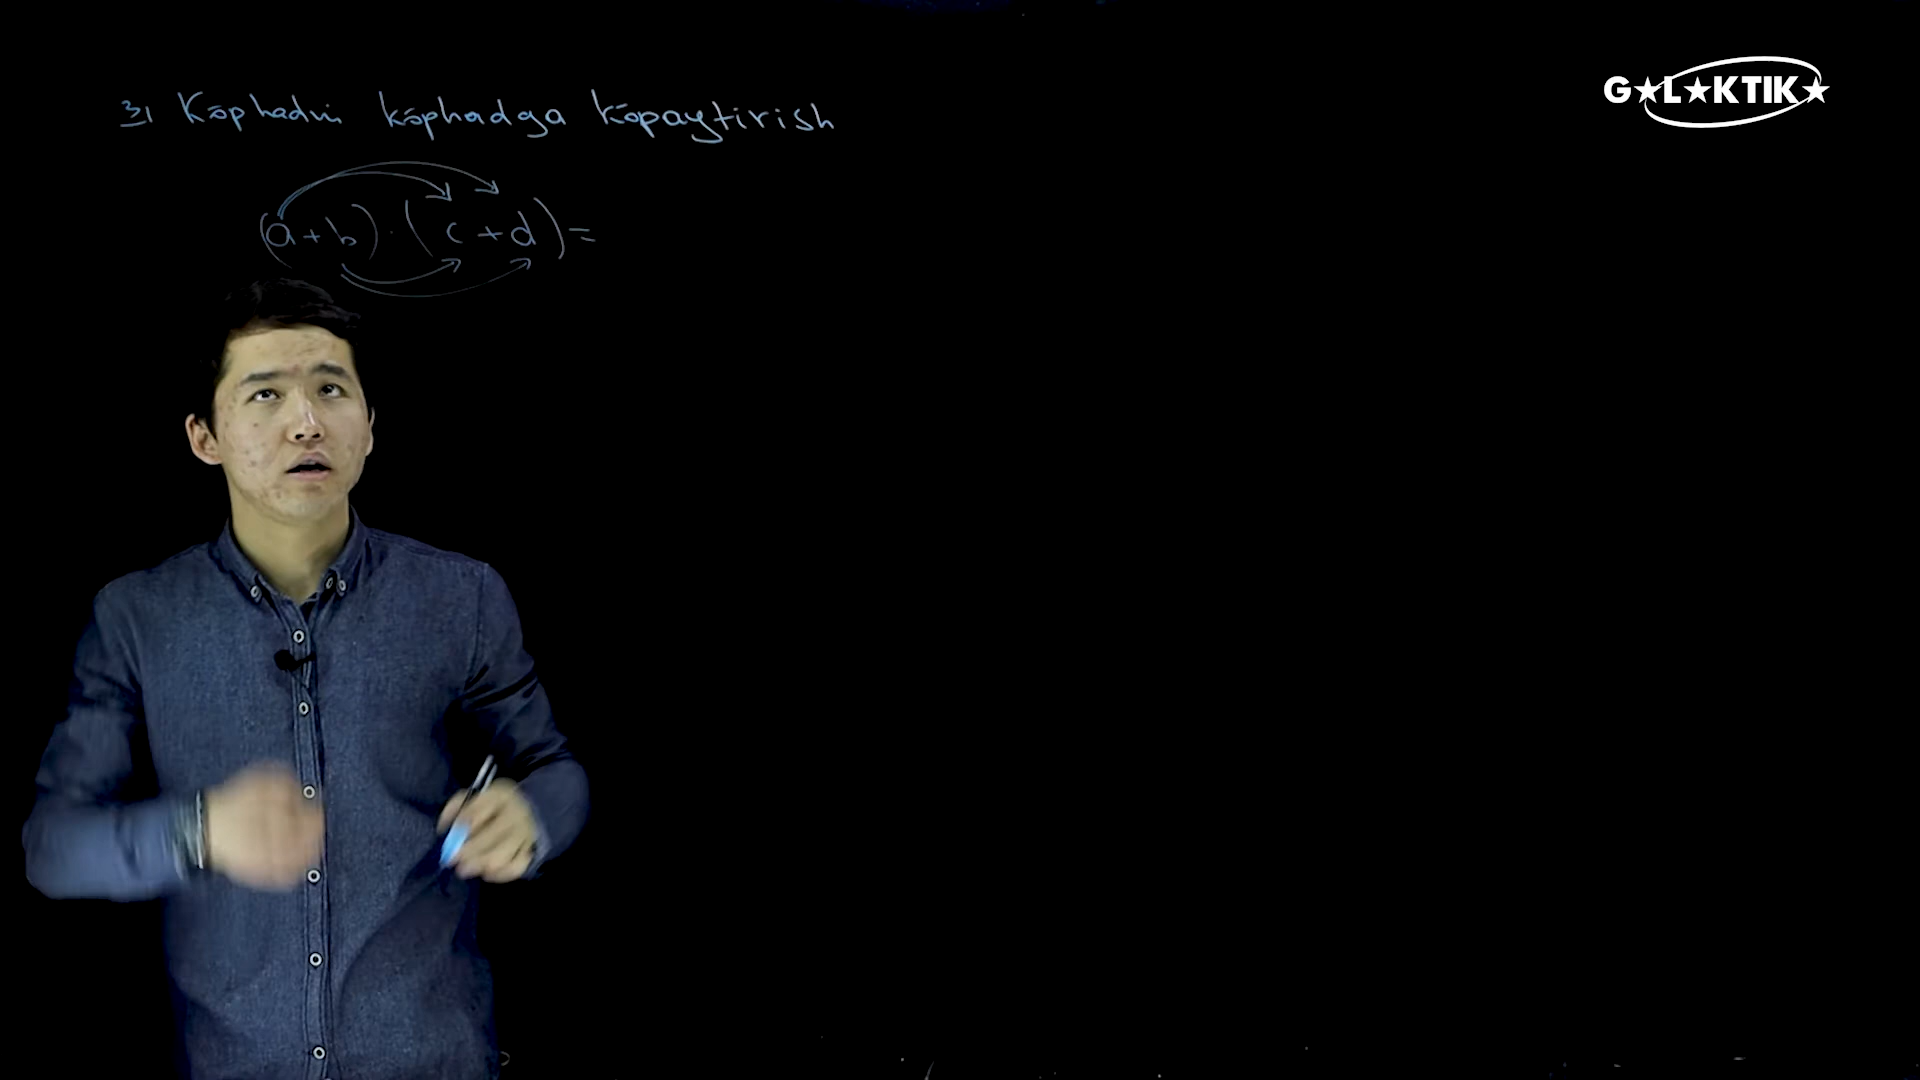 3) Ko'phadni ko'phadga ko'paytirish
G★L★KTIK★
(a+b)·(c+d)=